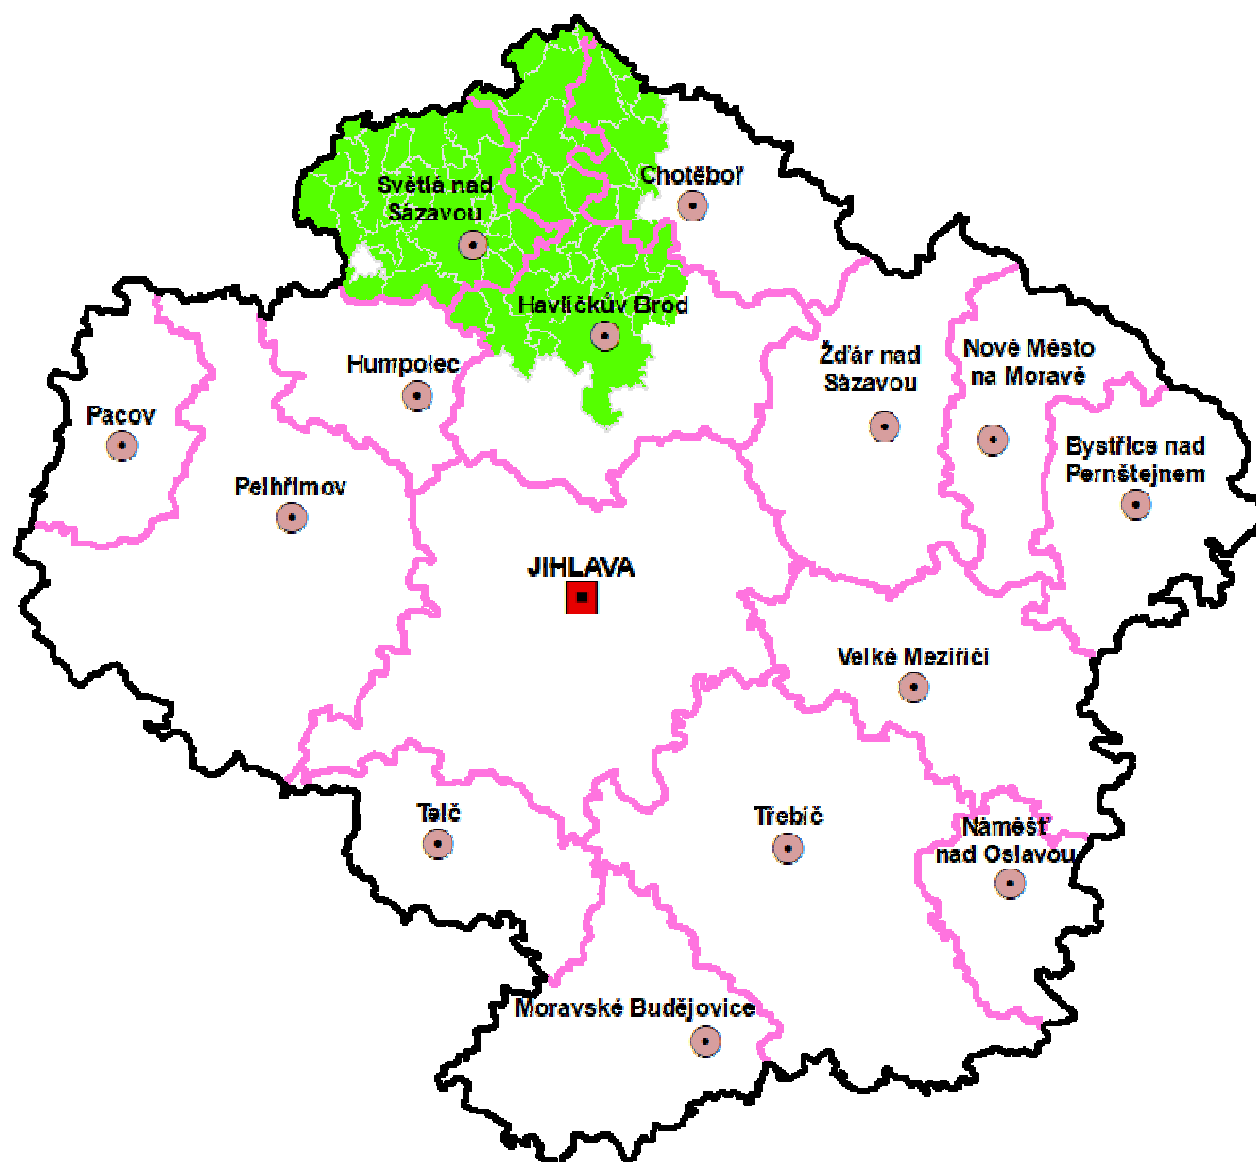 Chotěboř
Světlá nad
Sázavou
Havlíčkův Brod
Humpolec
Žďár nad
Sázavou
Nové Město
na Moravě
Pacov
Bystřice nad
Pernštejnem
Pelhřimov
JIHLAVA
Velké Meziříčí
Telč
Třebíč
Náměšť
nad Oslavou
Moravské Budějovice